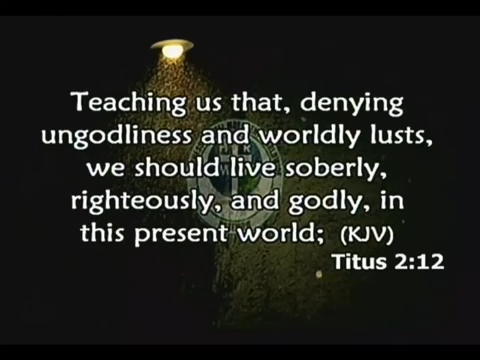 Teaching us that, denying
ungodliness and worldly lusts,
we should live soberly,
righteously, and godly, in
this present world; (KJV)
Titus 2:12